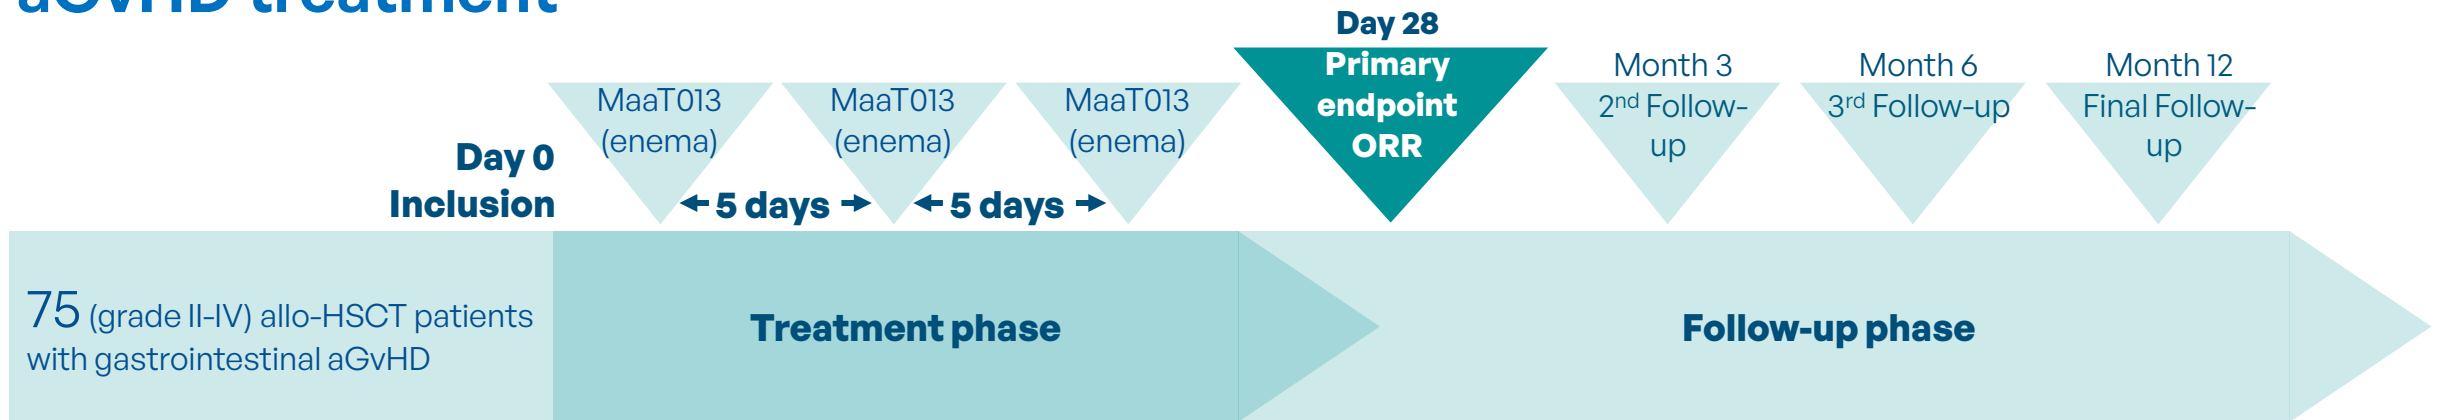 aGvHD treatment
Day 28
Primary
endpoint
ORR
Month 3
2nd Follow-
up
Month 6
3rd Follow-up
Month 12
Final Follow-
up
MaaT013
(enema)
MaaT013
(enema)
MaaT013
(enema)
Day 0
Inclusion
5 days
5 days
75 (grade II-IV) allo-HSCT patients
with gastrointestinal aGvHD
Treatment phase
Follow-up phase